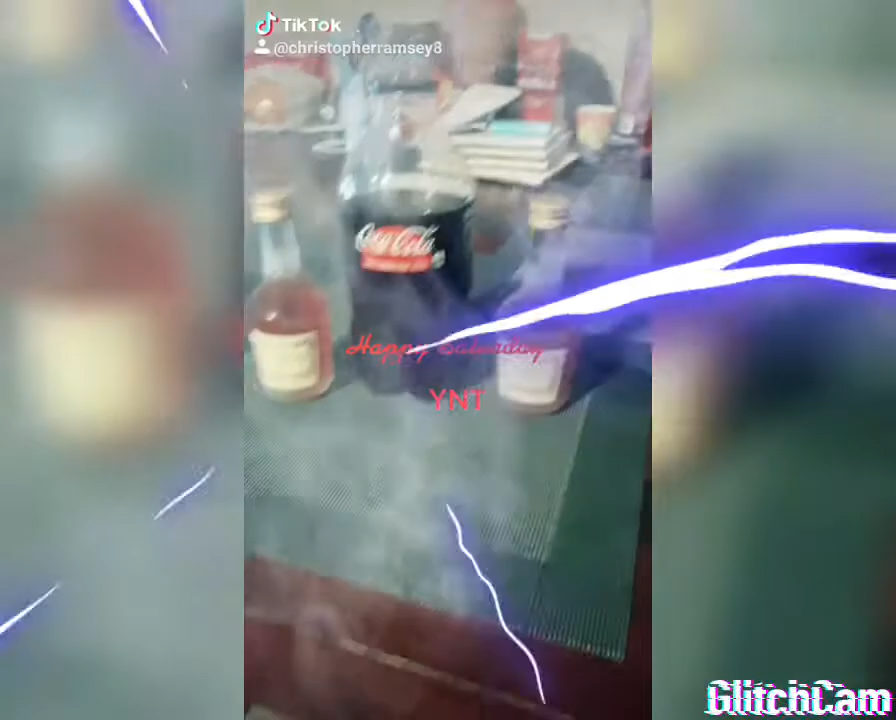 TikTok
@christopherramsey8
Coca-Cola
Happy Saturday
YNT
GlitchCam